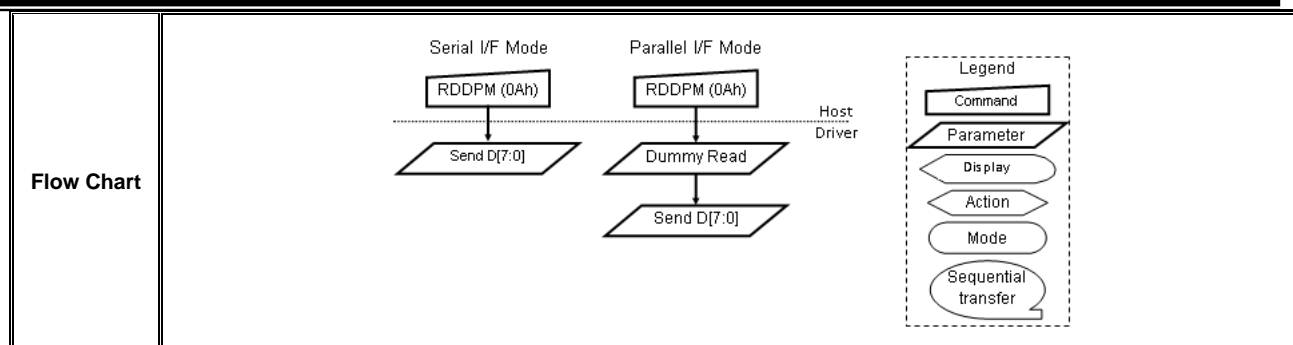 Flow Chart
Serial I/F Mode
RDDPM (0Ah)
Send D[7:0]
Parallel I/F Mode
RDDPM (0Ah)
Dummy Read
Send D[7:0]
Host
Driver
Legend
Command
Parameter
Display
Action
Mode
Sequential
transfer